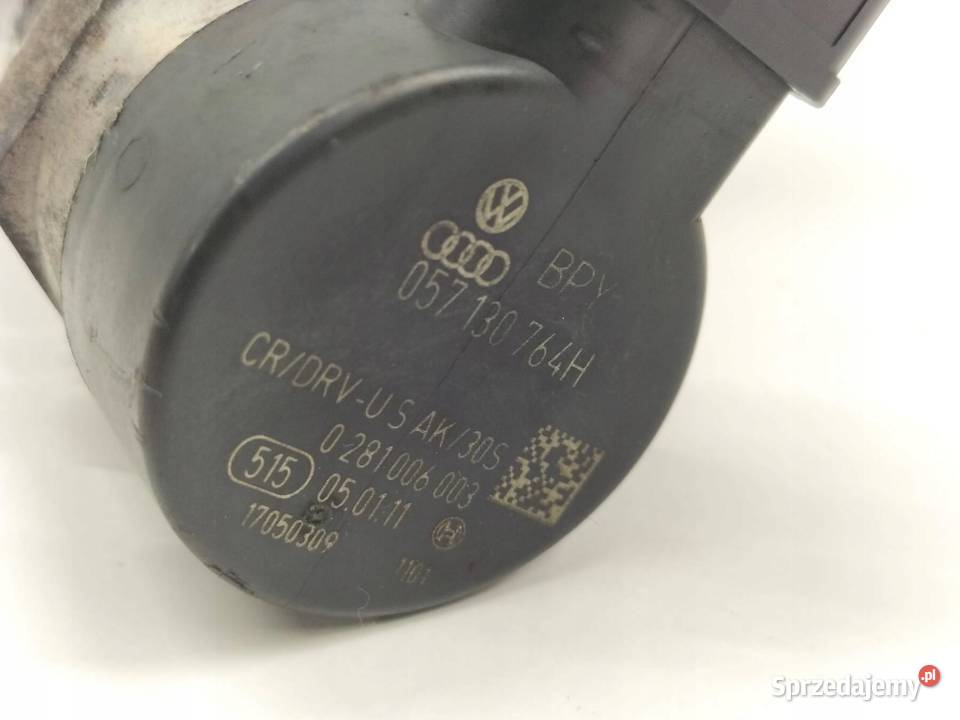 BPY
057 130 764H
CR/DRV-U S AK/30S
0 281 006 003
515 05.01.11
17050309
1101
Sprzedajemy.pl